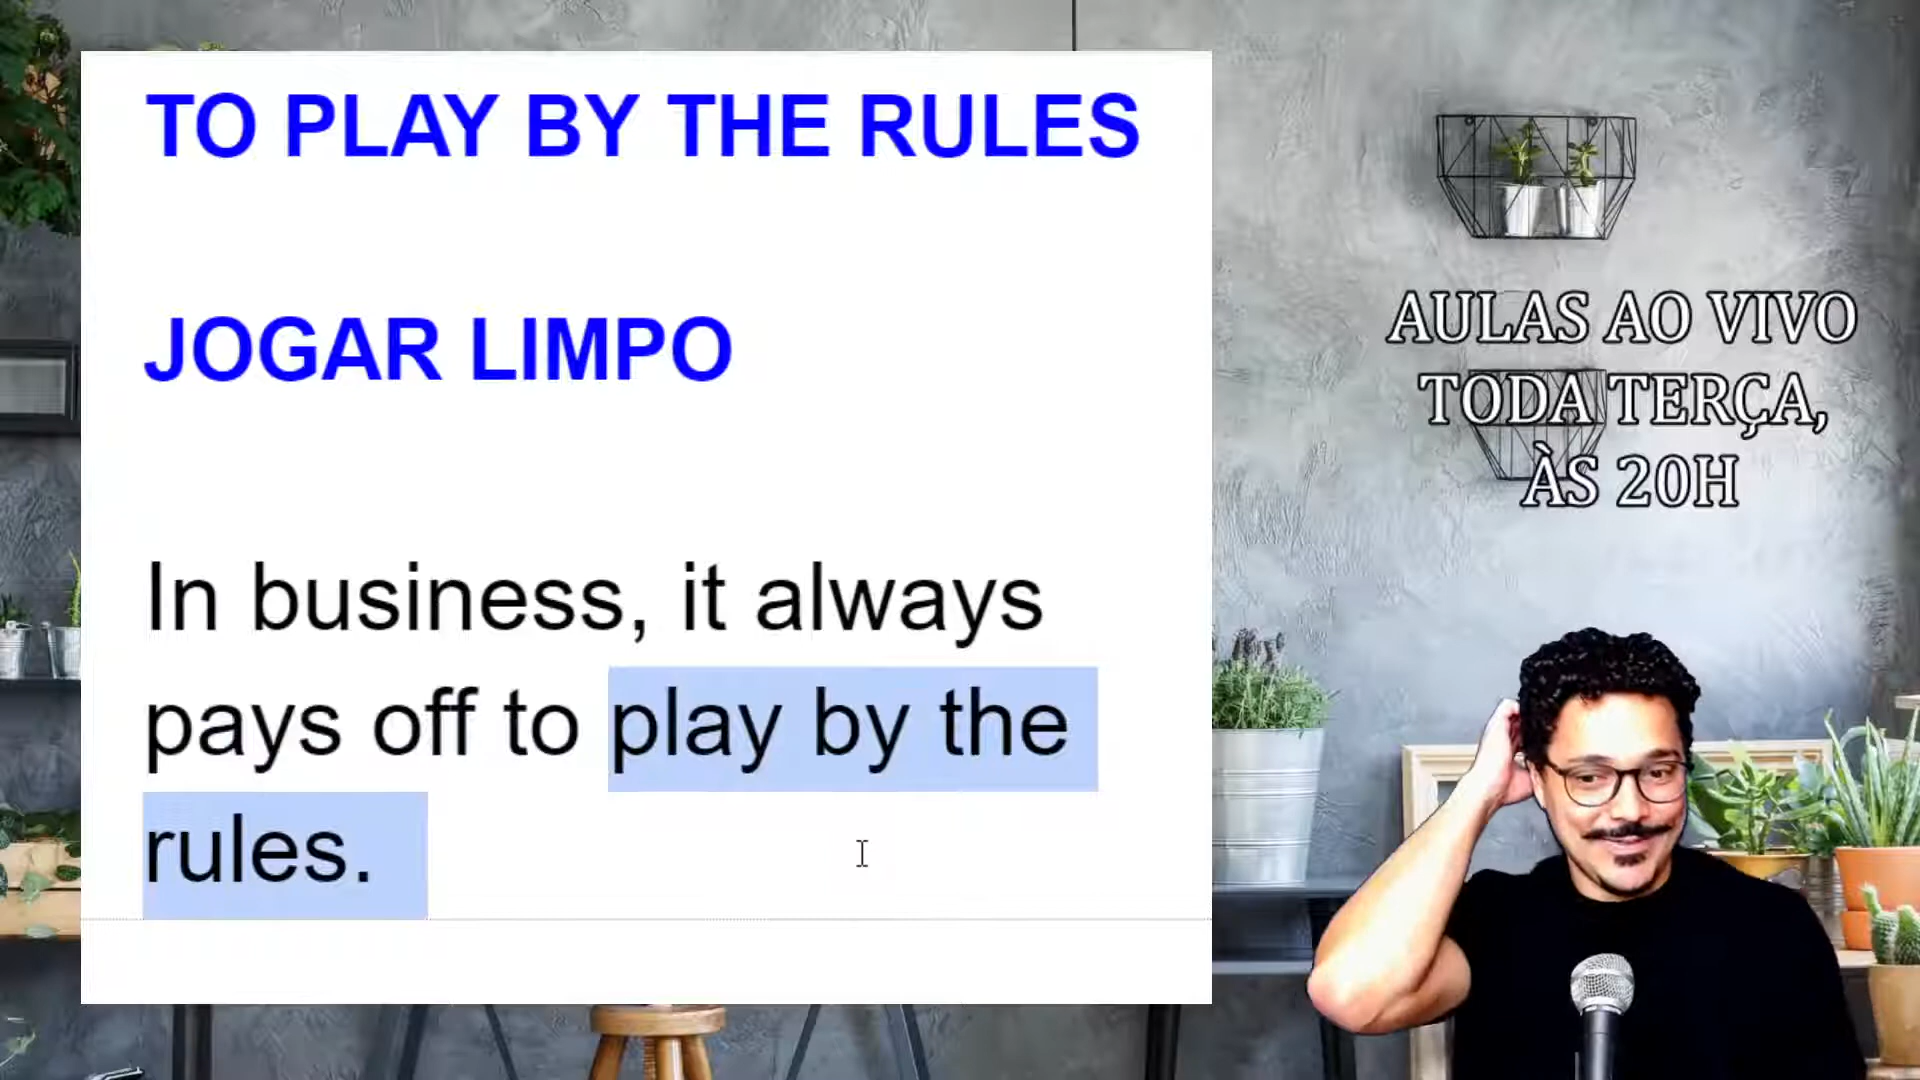 TO PLAY BY THE RULES
JOGAR LIMPO
In business, it always
pays off to play by the
rules.
AULAS AO VIVO
TODA TERÇA,
ÀS 20H